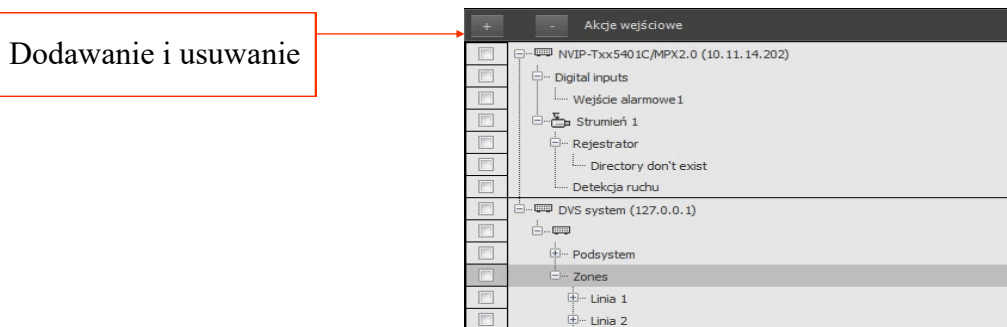 Dodawanie i usuwanie
+ - Akcje wejściowe
NVIP-Txx5401C/MPX2.0 (10.11.14.202)
Digital inputs
Wejście alarmowe1
Strumień 1
Rejestrator
Directory don't exist
Detekcja ruchu
DVS system (127.0.0.1)
Podsystem
Zones
Linia 1
Linia 2